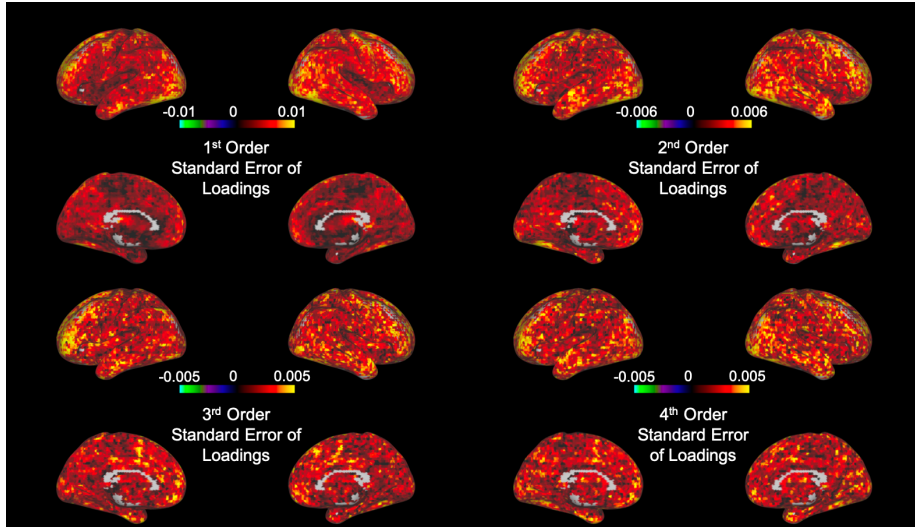 -0.01 0 0.01
1st Order
Standard Error of
Loadings
-0.006 0 0.006
2nd Order
Standard Error of
Loadings
-0.005 0 0.005
3rd Order
Standard Error of
Loadings
-0.005 0 0.005
4th Order
Standard Error
of Loadings